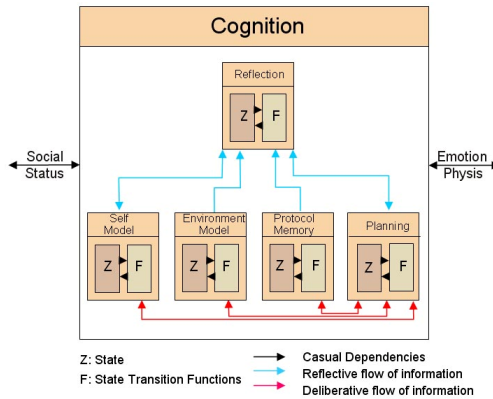 Cognition
Reflection
Z F
Social
Status
Emotion
Physis
Self
Model
Environment
Model
Protocol
Memory
Planning
Z F
Z F
Z F
Z F
Z: State
F: State Transition Functions
Casual Dependencies
Reflective flow of information
Deliberative flow of information